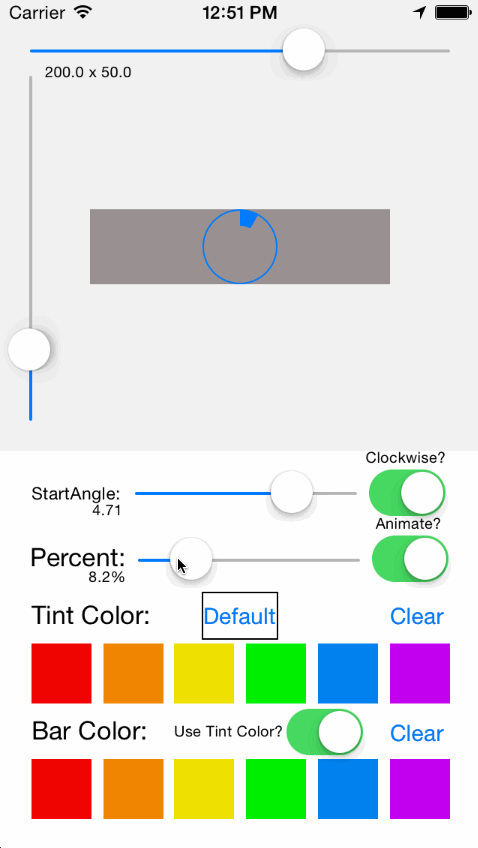 Carrier 12:51 PM
200.0 x 50.0
Clockwise?
StartAngle:
4.71
Animate?
Percent:
8.2%
Tint Color: Default Clear
Bar Color: Use Tint Color? Clear